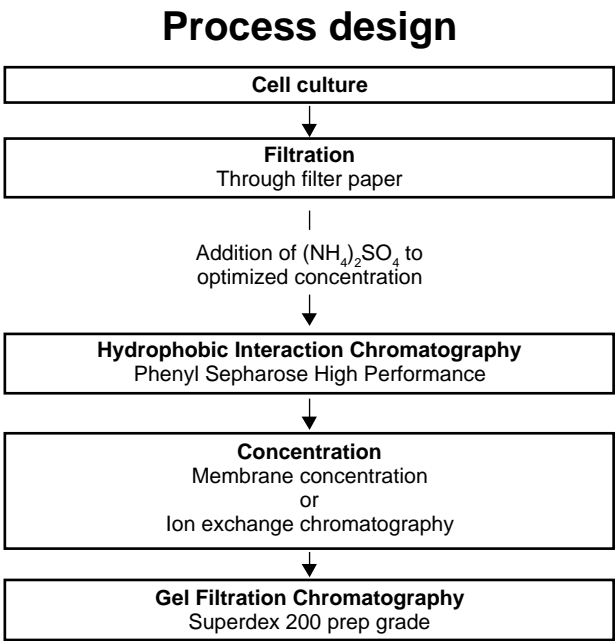 Process design
Cell culture
Filtration
Through filter paper
Addition of (NH₄)₂SO₄ to
optimized concentration
Hydrophobic Interaction Chromatography
Phenyl Sepharose High Performance
Concentration
Membrane concentration
or
Ion exchange chromatography
Gel Filtration Chromatography
Superdex 200 prep grade